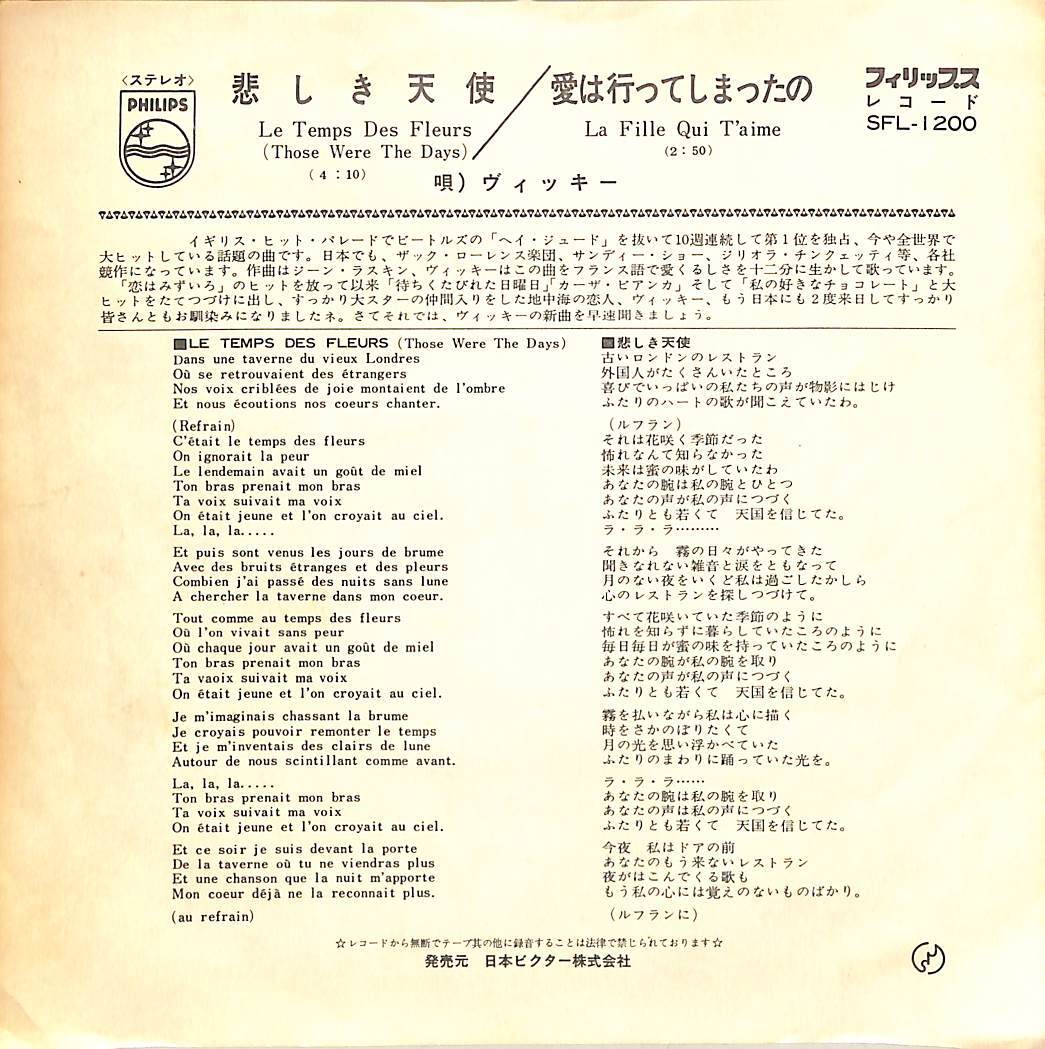 〈ステレオ〉
PHILIPS
悲しき天使／愛は行ってしまったの
Le Temps Des Fleurs
(Those Were The Days)
(4:10)
La Fille Qui T'aime
(2:50)
唄)ヴィッキー
フィリップス
レコード
SFL-1200
イギリス・ヒット・パレードでビートルズの「ヘイ・ジュード」を抜いて10週連続して第1位を独占、今や全世界で
大ヒットしている話題の曲です。日本でも、ザック・ローレンス楽団、サンディー・ショー、ジリオラ・チンクェッティ等、各社
競作になっています。作曲はジーン・ラスキン、ヴィッキーはこの曲をフランス語で愛くるしさを十二分に生かして歌っています。
「恋はみずいろ」のヒットを放って以来「待ちくたびれた日曜日」「カーザ・ビアンカ」そして「私の好きなチョコレート」と大
ヒットをたてつづけに出し、すっかり大スターの仲間入りをした地中海の恋人、ヴィッキー、もう日本にも2度来日してすっかり
皆さんともお馴染みになりましたネ。さてそれでは、ヴィッキーの新曲を早速聞きましょう。
■LE TEMPS DES FLEURS (Those Were The Days)
Dans une taverne du vieux Londres
Où se retrouvaient des étrangers
Nos voix criblées de joie montaient de l'ombre
Et nous écoutions nos coeurs chanter.
(Refrain)
C'était le temps des fleurs
On ignorait la peur
Le lendemain avait un goût de miel
Ton bras prenait mon bras
Ta voix suivait ma voix
On était jeune et l'on croyait au ciel.
La, la, la.....
Et puis sont venus les jours de brume
Avec des bruits étranges et des pleurs
Combien j'ai passé des nuits sans lune
A chercher la taverne dans mon coeur.
Tout comme au temps des fleurs
Où l'on vivait sans peur
Où chaque jour avait un goût de miel
Ton bras prenait mon bras
Ta vaoix suivait ma voix
On était jeune et l'on croyait au ciel.
Je m'imaginais chassant la brume
Je croyais pouvoir remonter le temps
Et je m'inventais des clairs de lune
Autour de nous scintillant comme avant.
La, la, la.....
Ton bras prenait mon bras
Ta voix suivait ma voix
On était jeune et l'on croyait au ciel.
Et ce soir je suis devant la porte
De la taverne où tu ne viendras plus
Et une chanson que la nuit m'apporte
Mon coeur déjà ne la reconnait plus.
(au refrain)
■悲しき天使
古いロンドンのレストラン
外国人がたくさんいたところ
喜びでいっぱいの私たちの声が物影にはじけ
ふたりのハートの歌が聞こえていたわ。
(ルフラン)
それは花咲く季節だった
怖れなんて知らなかった
未来は蜜の味がしていたわ
あなたの腕は私の腕とひとつ
あなたの声が私の声につづく
ふたりとも若くて　天国を信じてた。
ラ・ラ・ラ………
それから　霧の日々がやってきた
聞きなれない雑音と涙をともなって
月のない夜をいくど私は過ごしたかしら
心のレストランを探しつづけて。
すべて花咲いていた季節のように
怖れを知らずに暮らしていたころのように
毎日毎日が蜜の味を持っていたころのように
あなたの腕が私の腕を取り
あなたの声が私の声につづく
ふたりとも若くて　天国を信じてた。
霧を払いながら私は心に描く
時をさかのぼりたくて
月の光を思い浮かべていた
ふたりのまわりに踊っていた光を。
ラ・ラ・ラ……
あなたの腕は私の腕を取り
あなたの声は私の声につづく
ふたりとも若くて　天国を信じてた。
今夜　私はドアの前
あなたのもう来ないレストラン
夜がはこんでくる歌も
もう私の心には覚えのないものばかり。
(ルフランに)
☆レコードから無断でテープ其の他に録音することは法律で禁じられております☆
発売元　日本ビクター株式会社